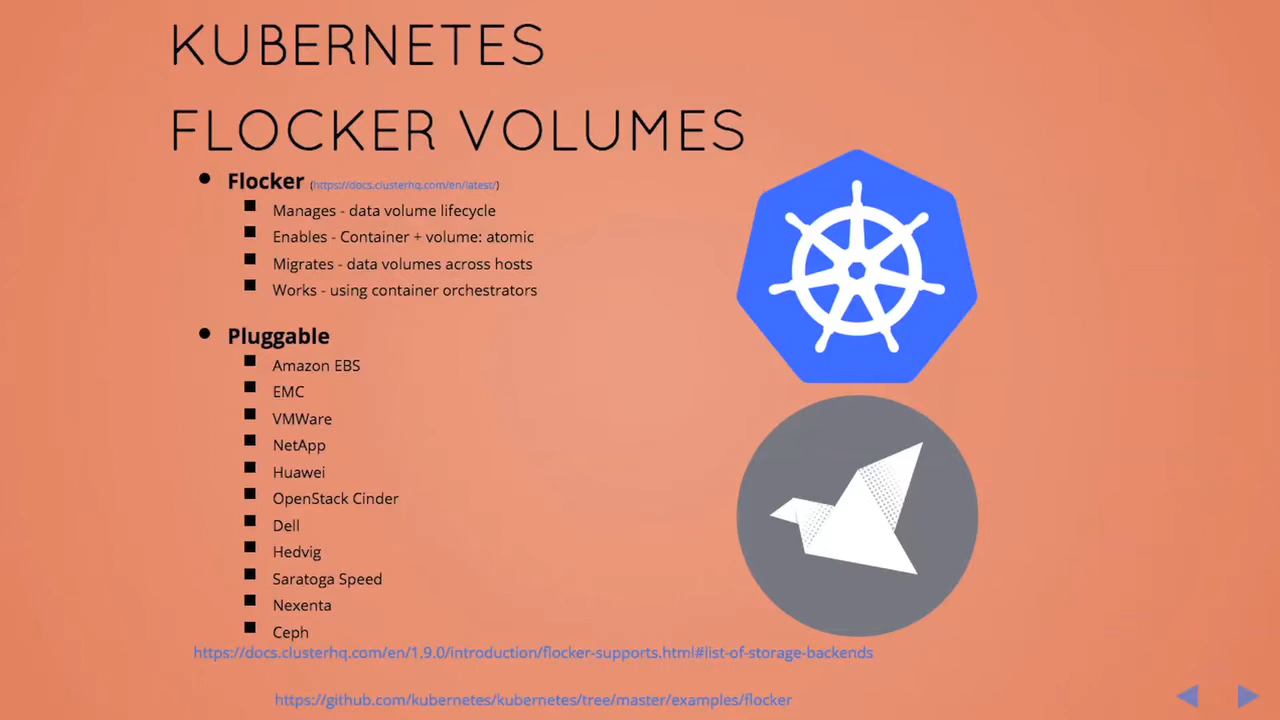 KUBERNETES
FLOCKER VOLUMES
Flocker (https://docs.clusterhq.com/en/latest/)
Manages - data volume lifecycle
Enables - Container + volume: atomic
Migrates - data volumes across hosts
Works - using container orchestrators
Pluggable
Amazon EBS
EMC
VMWare
NetApp
Huawei
OpenStack Cinder
Dell
Hedvig
Saratoga Speed
Nexenta
Ceph
https://docs.clusterhq.com/en/1.9.0/introduction/flocker-supports.html#list-of-storage-backends
https://github.com/kubernetes/kubernetes/tree/master/examples/flocker